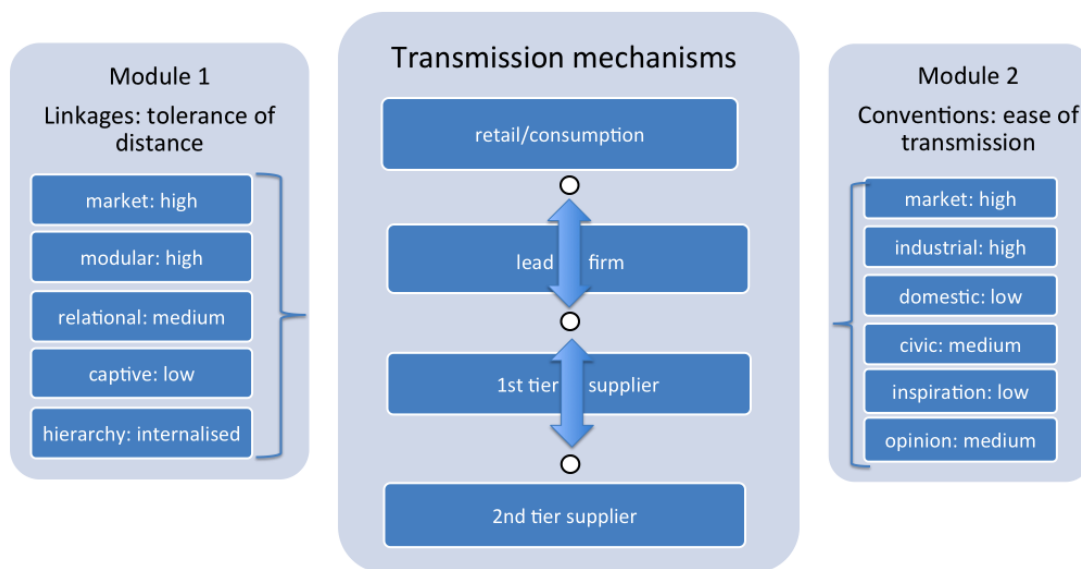 Module 1
Linkages: tolerance of
distance
market: high
modular: high
relational: medium
captive: low
hierarchy: internalised
Transmission mechanisms
retail/consumption
lead firm
1st tier supplier
2nd tier supplier
Module 2
Conventions: ease of
transmission
market: high
industrial: high
domestic: low
civic: medium
inspiration: low
opinion: medium